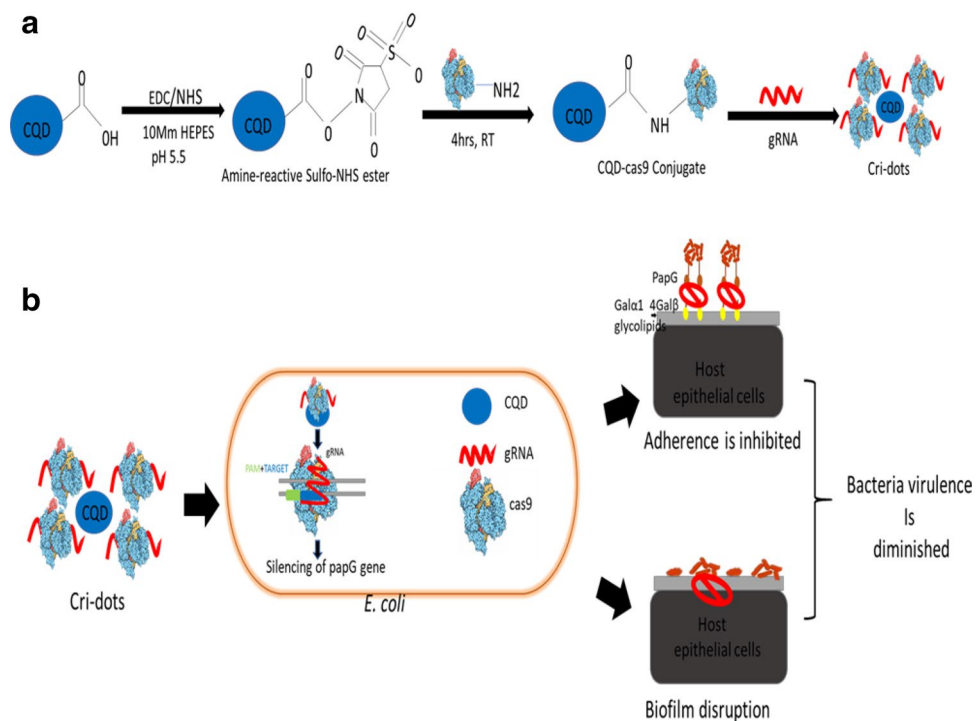 a
CQD
O
OH
EDC/NHS
10Mm HEPES
pH 5.5
CQD
O
O
N
O
O
S
O
O
O
Amine-reactive Sulfo-NHS ester
NH2
4hrs, RT
CQD
O
NH
CQD-cas9 Conjugate
gRNA
CQD
Cri-dots
b
CQD
Cri-dots
gRNA
PAM+TARGET
Silencing of papG gene
CQD
gRNA
cas9
E. coli
PapG
Galα1 4Galβ
glycolipids
Host
epithelial cells
Adherence is inhibited
Host
epithelial cells
Biofilm disruption
Bacteria virulence
Is
diminished